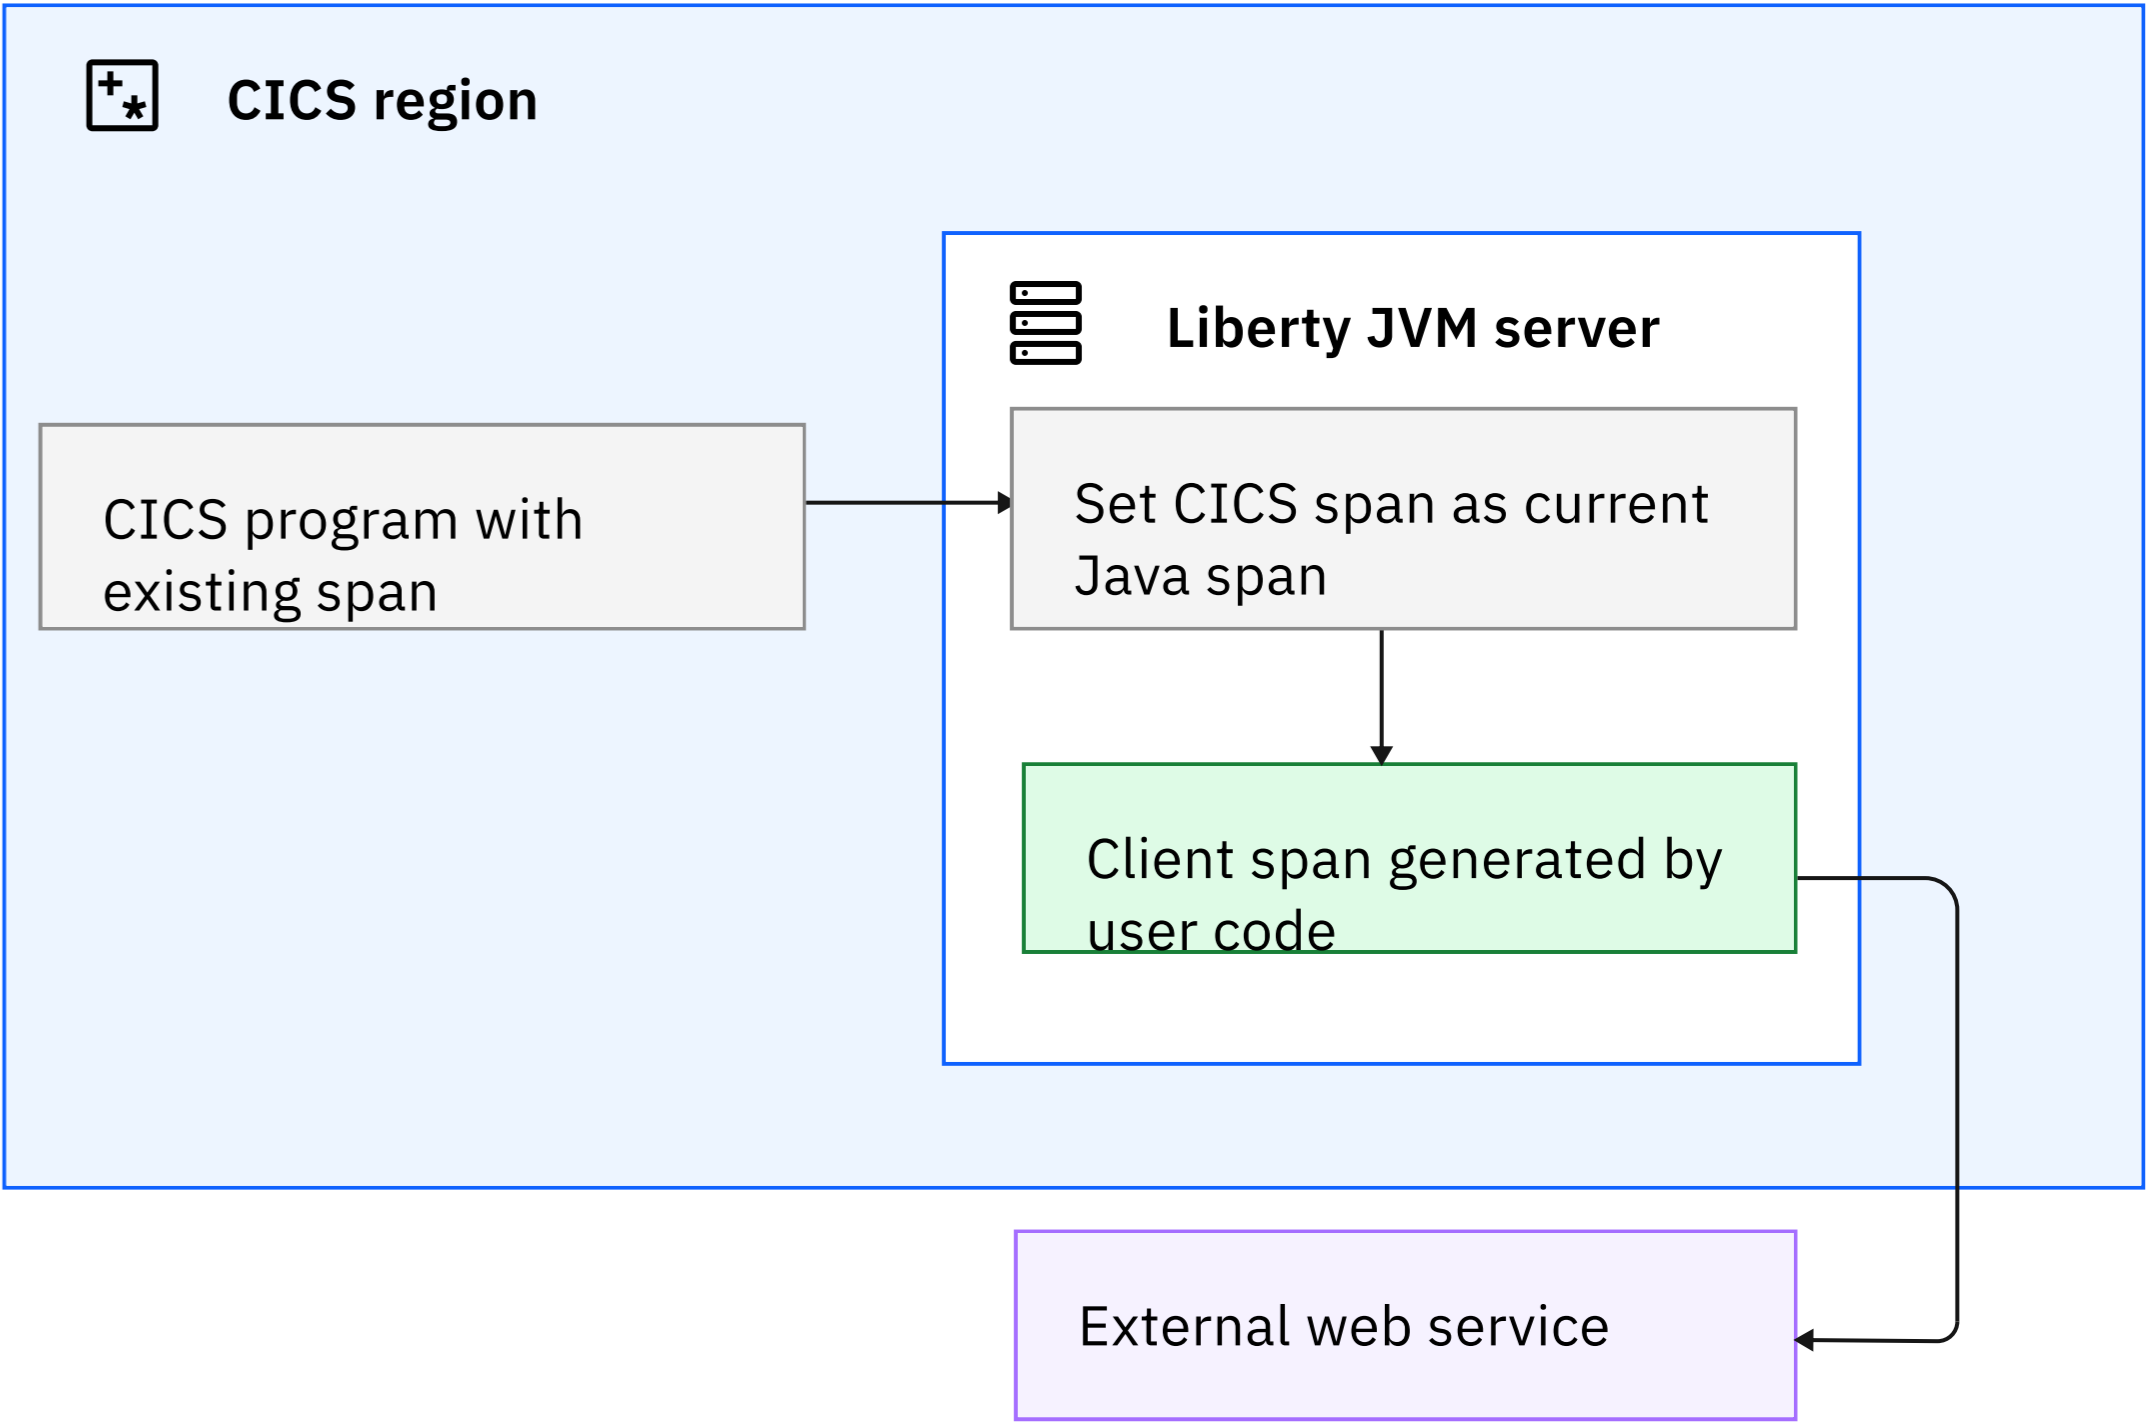 CICS region
Liberty JVM server
CICS program with
existing span
Set CICS span as current
Java span
Client span generated by
user code
External web service